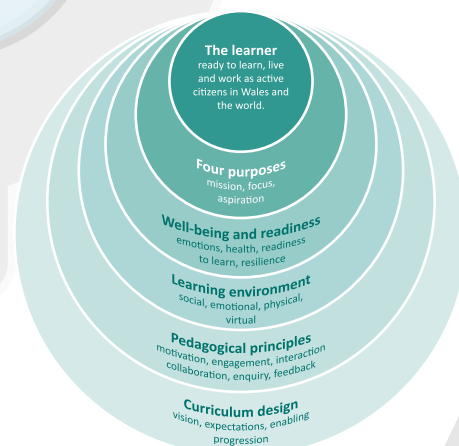 The learner
ready to learn, live
and work as active
citizens in Wales and
the world.
Four purposes
mission, focus,
aspiration
Well-being and readiness
emotions, health, readiness
to learn, resilience
Learning environment
social, emotional, physical,
virtual
Pedagogical principles
motivation, engagement, interaction
collaboration, enquiry, feedback
Curriculum design
vision, expectations, enabling
progression